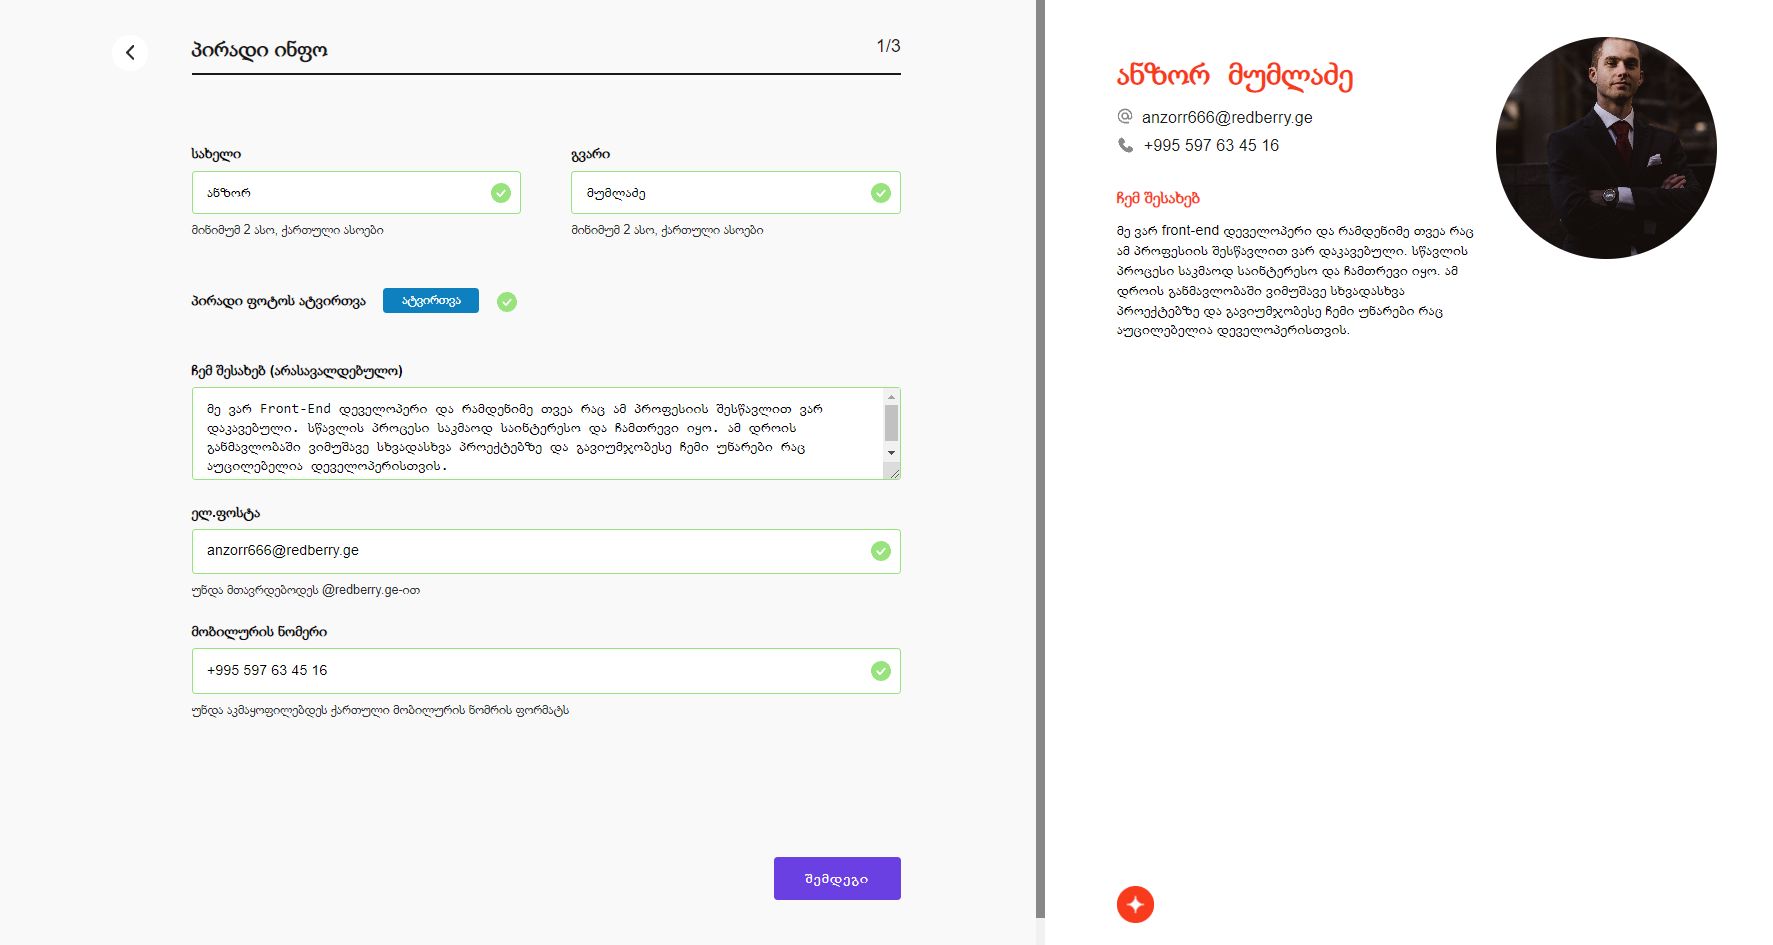 პირადი ინფო
1/3
სახელი
გვარი
ანზორ
მუმლაძე
მინიმუმ 2 ასო, ქართული ასოები
მინიმუმ 2 ასო, ქართული ასოები
პირადი ფოტოს ატვირთვა
ატვირთვა
ჩემ შესახებ (არასავალდებულო)
მე ვარ Front-End დეველოპერი და რამდენიმე თვეა რაც ამ პროფესიის შესწავლით ვარ
დაკავებული. სწავლის პროცესი საკმაოდ საინტერესო და ჩამთრევი იყო. ამ დროის
განმავლობაში ვიმუშავე სხვადასხვა პროექტებზე და გავიუმჯობესე ჩემი უნარები რაც
აუცილებელია დეველოპერისთვის.
ელ.ფოსტა
anzorr666@redberry.ge
უნდა მთავრდებოდეს @redberry.ge-ით
მობილურის ნომერი
+995 597 63 45 16
უნდა აკმაყოფილებდეს ქართული მობილურის ნომრის ფორმატს
შემდეგი
ანზორ მუმლაძე
anzorr666@redberry.ge
+995 597 63 45 16
ჩემ შესახებ
მე ვარ front-end დეველოპერი და რამდენიმე თვეა რაც
ამ პროფესიის შესწავლით ვარ დაკავებული. სწავლის
პროცესი საკმაოდ საინტერესო და ჩამთრევი იყო. ამ
დროის განმავლობაში ვიმუშავე სხვადასხვა
პროექტებზე და გავიუმჯობესე ჩემი უნარები რაც
აუცილებელია დეველოპერისთვის.